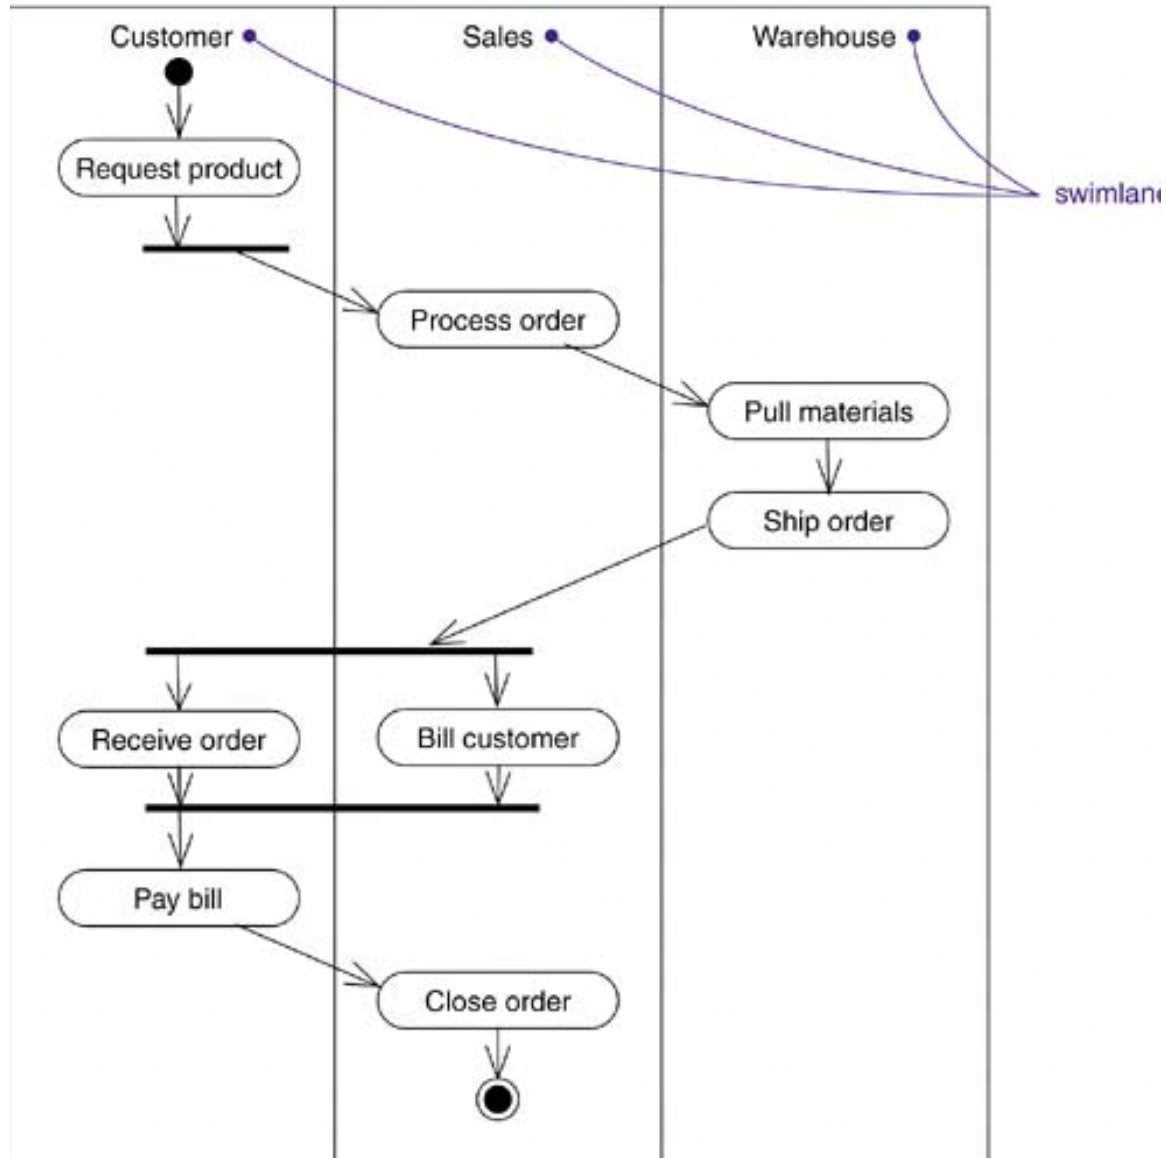 Customer
Sales
Warehouse
Request product
swimlane
Process order
Pull materials
Ship order
Receive order
Bill customer
Pay bill
Close order